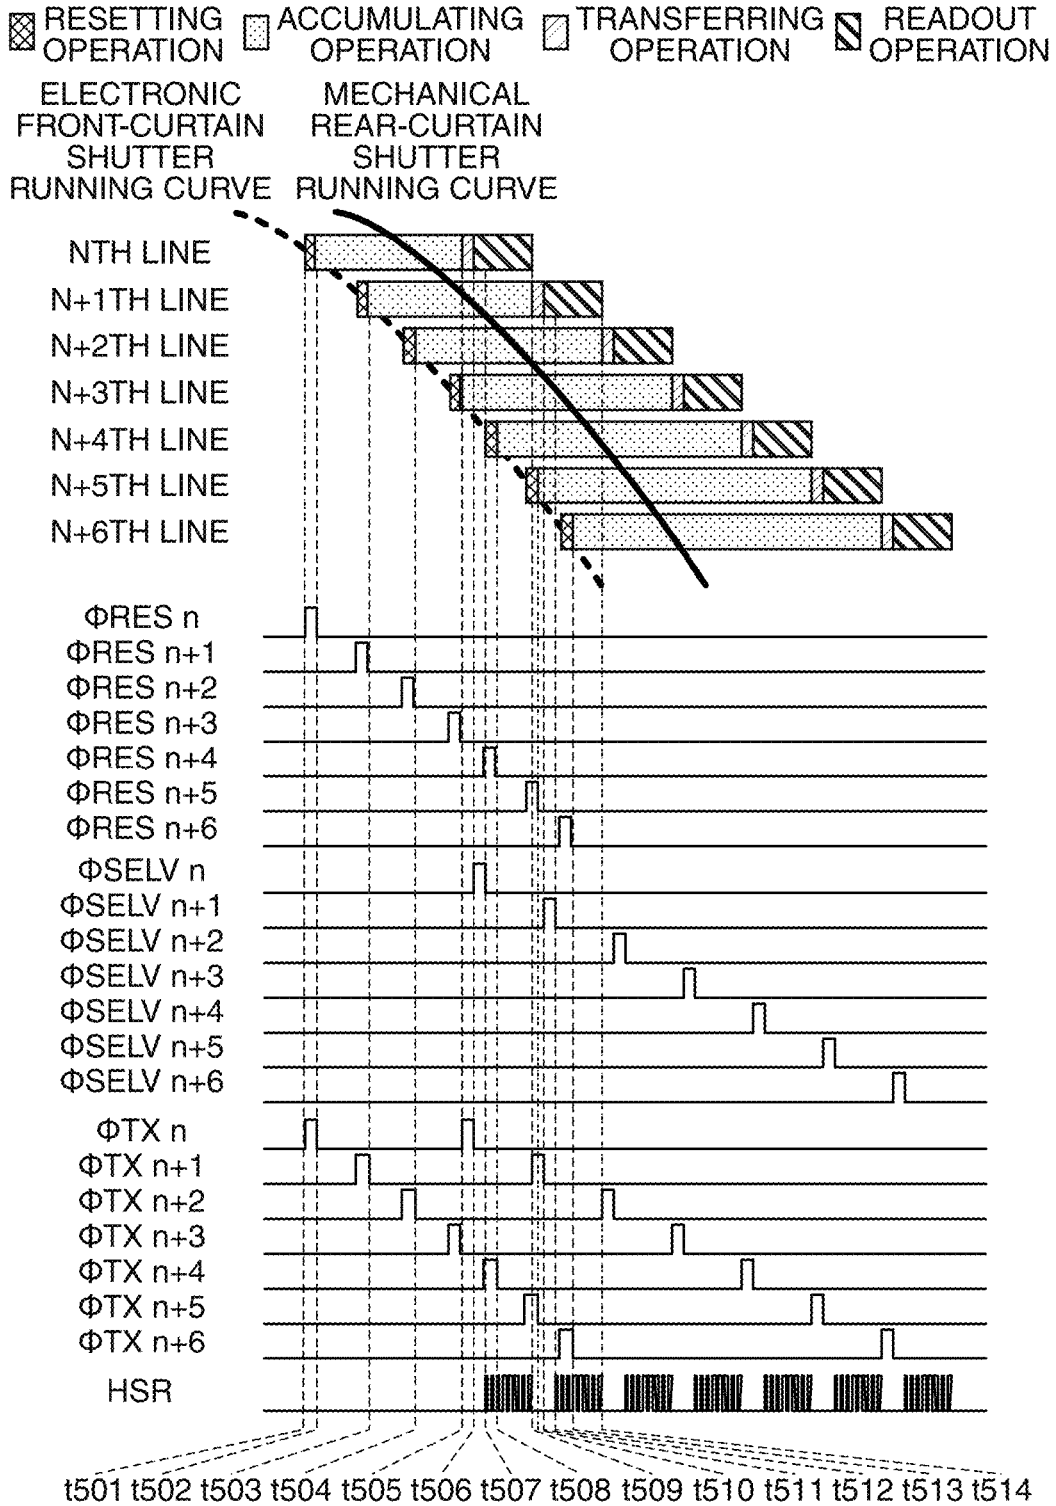 RESETTING OPERATION
ACCUMULATING OPERATION
TRANSFERRING OPERATION
READOUT OPERATION
ELECTRONIC
FRONT-CURTAIN
SHUTTER
RUNNING CURVE
MECHANICAL
REAR-CURTAIN
SHUTTER
RUNNING CURVE
NTH LINE
N+1TH LINE
N+2TH LINE
N+3TH LINE
N+4TH LINE
N+5TH LINE
N+6TH LINE
ΦRES n
ΦRES n+1
ΦRES n+2
ΦRES n+3
ΦRES n+4
ΦRES n+5
ΦRES n+6
ΦSELV n
ΦSELV n+1
ΦSELV n+2
ΦSELV n+3
ΦSELV n+4
ΦSELV n+5
ΦSELV n+6
ΦTX n
ΦTX n+1
ΦTX n+2
ΦTX n+3
ΦTX n+4
ΦTX n+5
ΦTX n+6
HSR
t501 t502 t503 t504 t505 t506 t507 t508 t509 t510 t511 t512 t513 t514